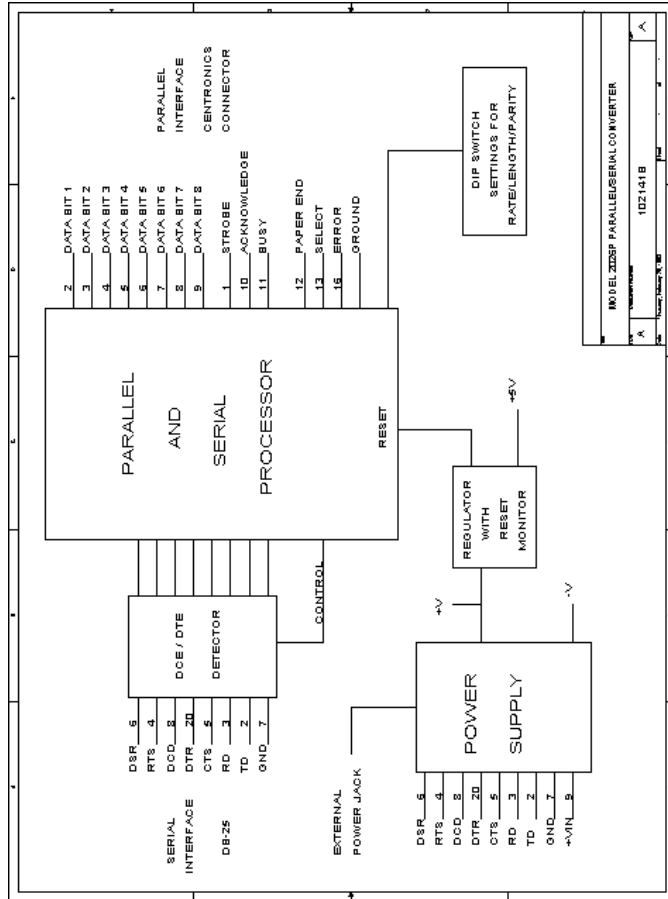 SERIAL
INTERFACE
DB-25
DSR 6
RTS 4
DCD 8
DTR 20
CTS 5
RD 3
TD 2
GND 7
DCE / DTE
DETECTOR
CONTROL
PARALLEL
AND
SERIAL
PROCESSOR
RESET
2 DATA BIT 1
3 DATA BIT 2
4 DATA BIT 3
5 DATA BIT 4
6 DATA BIT 5
7 DATA BIT 6
8 DATA BIT 7
9 DATA BIT 8
1 STROBE
10 ACKNOWLEDGE
11 BUSY
12 PAPER END
13 SELECT
16 ERROR
GROUND
PARALLEL
INTERFACE
CENTRONICS
CONNECTOR
EXTERNAL
POWER JACK
DSR 6
RTS 4
DCD 8
DTR 20
CTS 5
RD 3
TD 2
GND 7
+VIN 9
POWER
SUPPLY
+V
-V
REGULATOR
WITH
RESET
MONITOR
+5V
DIP SWITCH
SETTINGS FOR
RATE/LENGTH/PARITY
MODEL 2026P PARALLEL/SERIAL CONVERTER
A
102141B
A